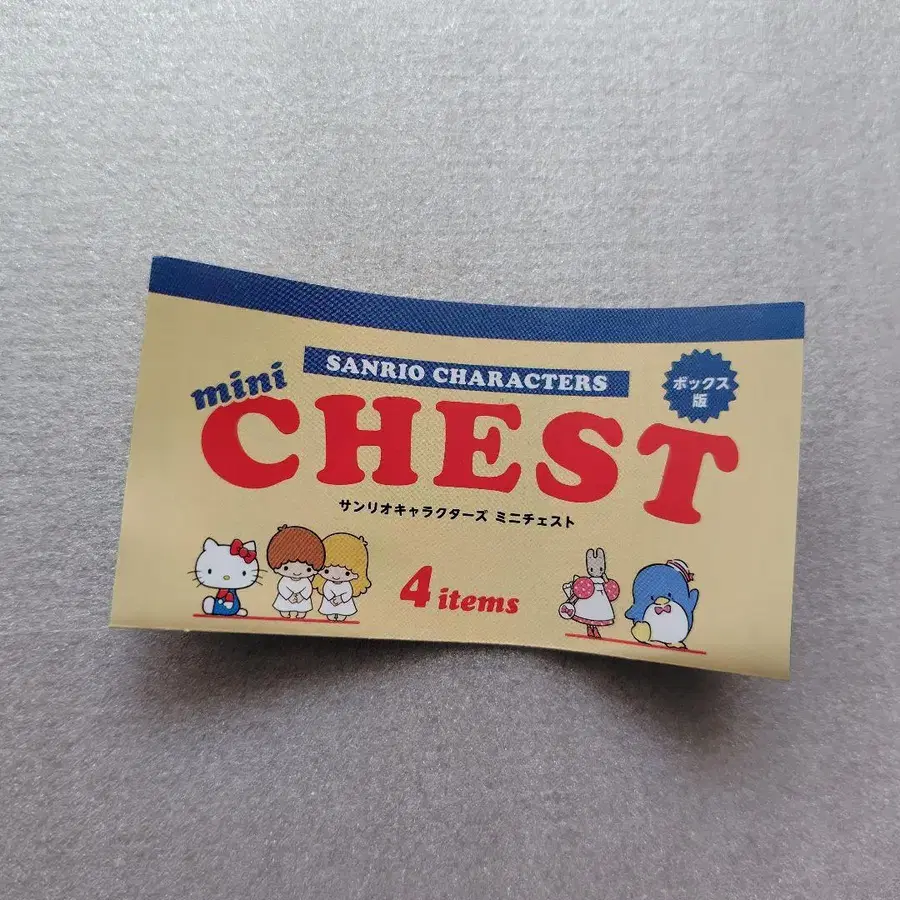 SANRIO CHARACTERS
mini
CHEST
ボックス
版
サンリオキャラクターズ ミニチェスト
4 items